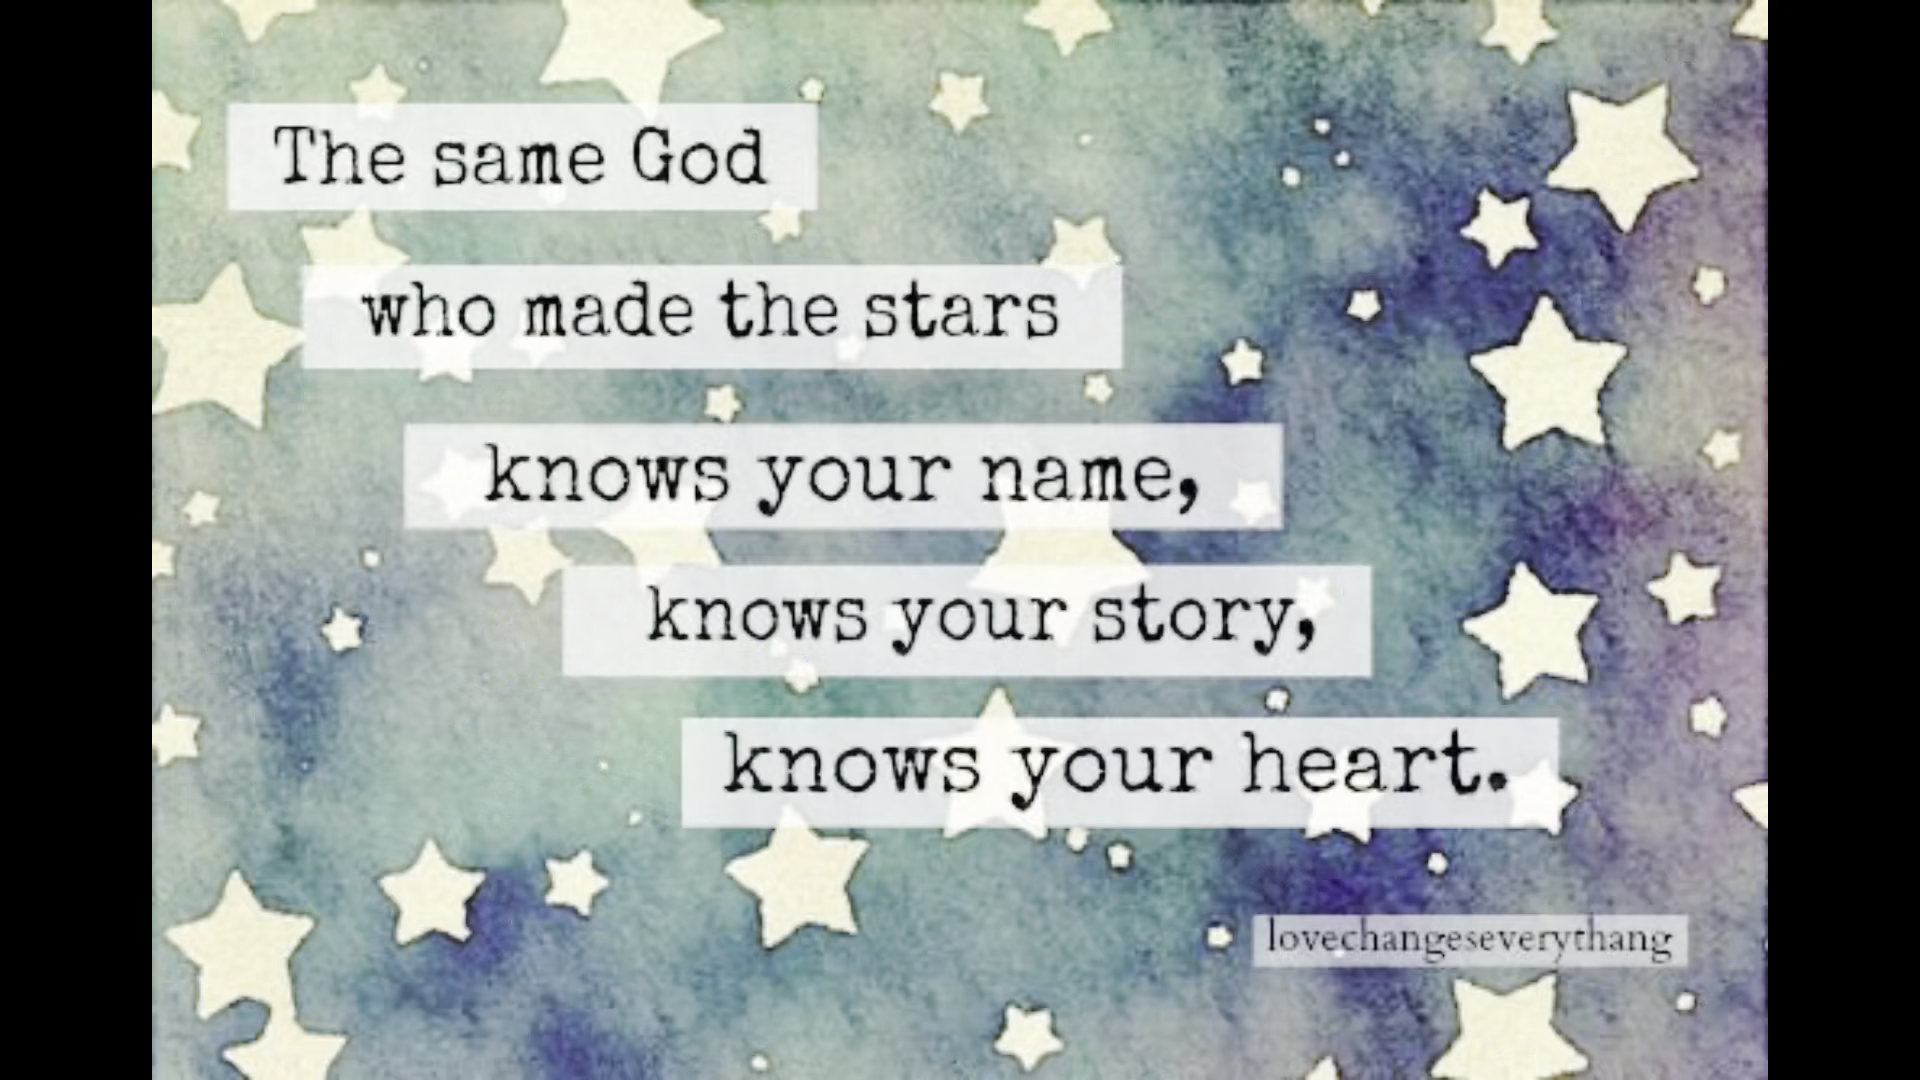 The same God
who made the stars
knows your name,
knows your story,
knows your heart.
lovechangeseverythang